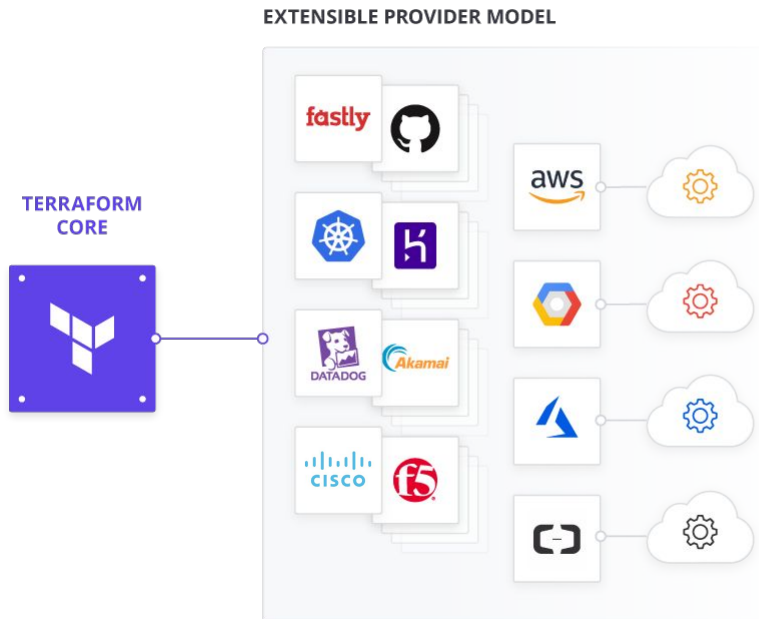 EXTENSIBLE PROVIDER MODEL
TERRAFORM
CORE
fastly
aws
DATADOG
Akamai
CISCO
f5